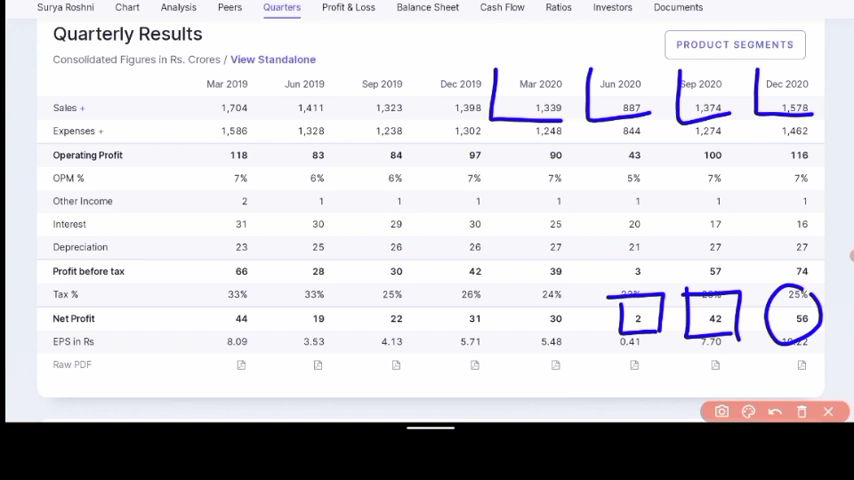 Surya Roshni Chart Analysis Peers Quarters Profit & Loss Balance Sheet Cash Flow Ratios Investors Documents
Quarterly Results
PRODUCT SEGMENTS
Consolidated Figures in Rs. Crores / View Standalone
Mar 2019 Jun 2019 Sep 2019 Dec 2019 Mar 2020 Jun 2020 Sep 2020 Dec 2020
Sales + 1,704 1,411 1,323 1,398 1,339 887 1,374 1,578
Expenses + 1,586 1,328 1,238 1,302 1,248 844 1,274 1,462
Operating Profit 118 83 84 97 90 43 100 116
OPM % 7% 6% 6% 7% 7% 5% 7% 7%
Other Income 2 1 1 1 1 1 1 1
Interest 31 30 29 30 25 20 17 16
Depreciation 23 25 26 26 27 21 27 27
Profit before tax 66 28 30 42 39 3 57 74
Tax % 33% 33% 25% 26% 24% 25%
Net Profit 44 19 22 31 30 2 42 56
EPS in Rs 8.09 3.53 4.13 5.71 5.48 0.41 7.70
Raw PDF